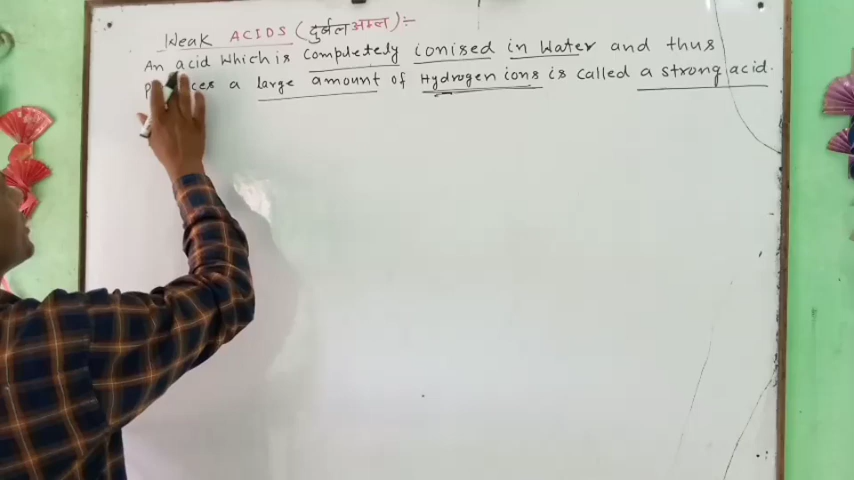 Weak ACIDS (दुर्बल अम्ल) :-
An acid Which is completely ionised in Water and thus
ces a large amount of Hydrogen ions is called a strong acid.